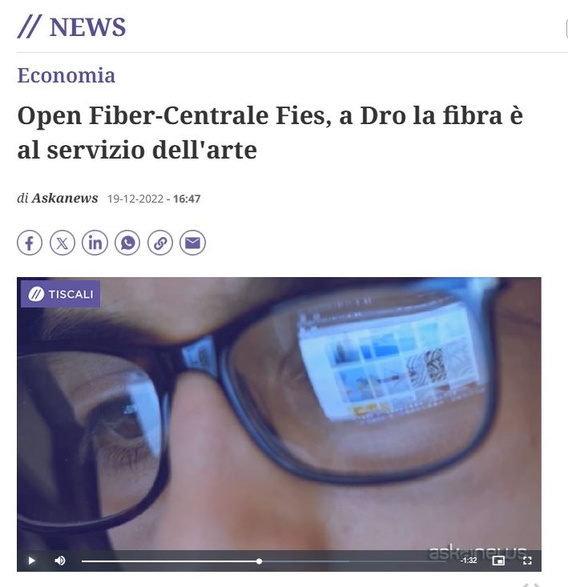 // NEWS
Economia
Open Fiber-Centrale Fies, a Dro la fibra è
al servizio dell'arte
di Askanews 19-12-2022 - 16:47
TISCALI
askanews
-1:32